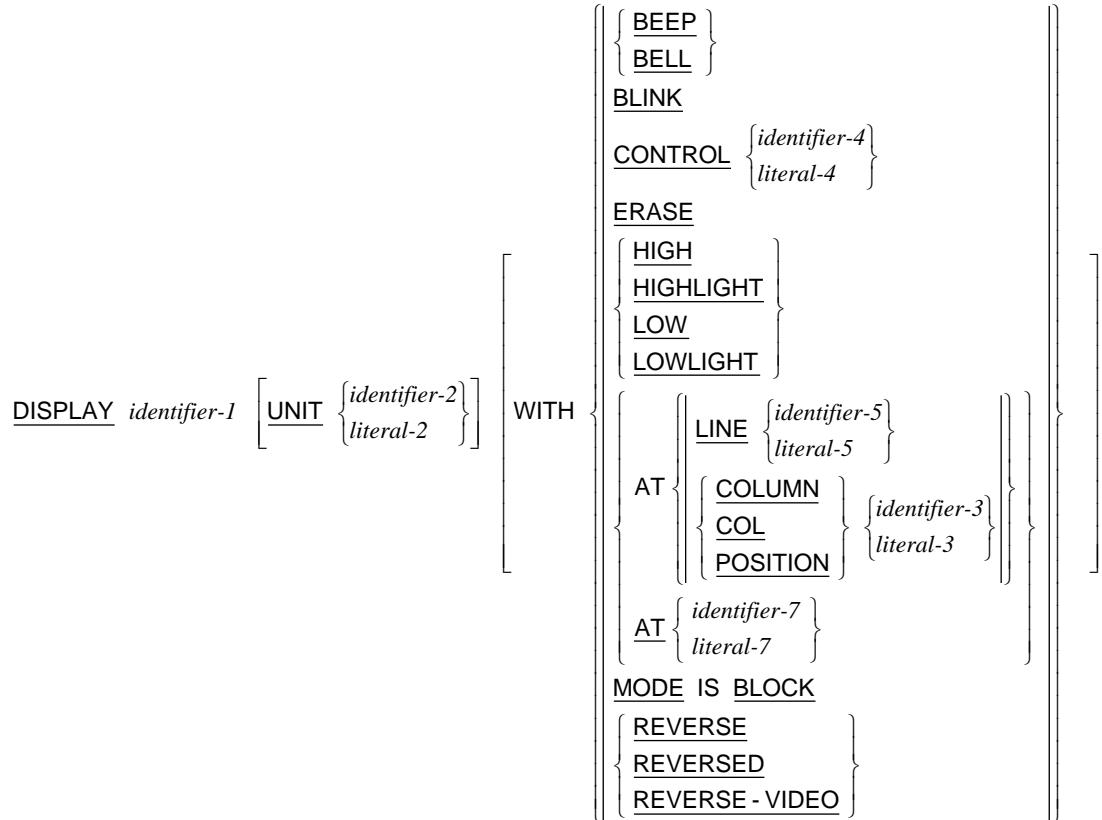 BEEP
BELL
BLINK
CONTROL identifier-4
literal-4
ERASE
HIGH
HIGHLIGHT
LOW
LOWLIGHT
DISPLAY identifier-1 UNIT identifier-2
literal-2
WITH
AT
LINE identifier-5
literal-5
COLUMN
COL
POSITION
identifier-3
literal-3
AT identifier-7
literal-7
MODE IS BLOCK
REVERSE
REVERSED
REVERSE - VIDEO